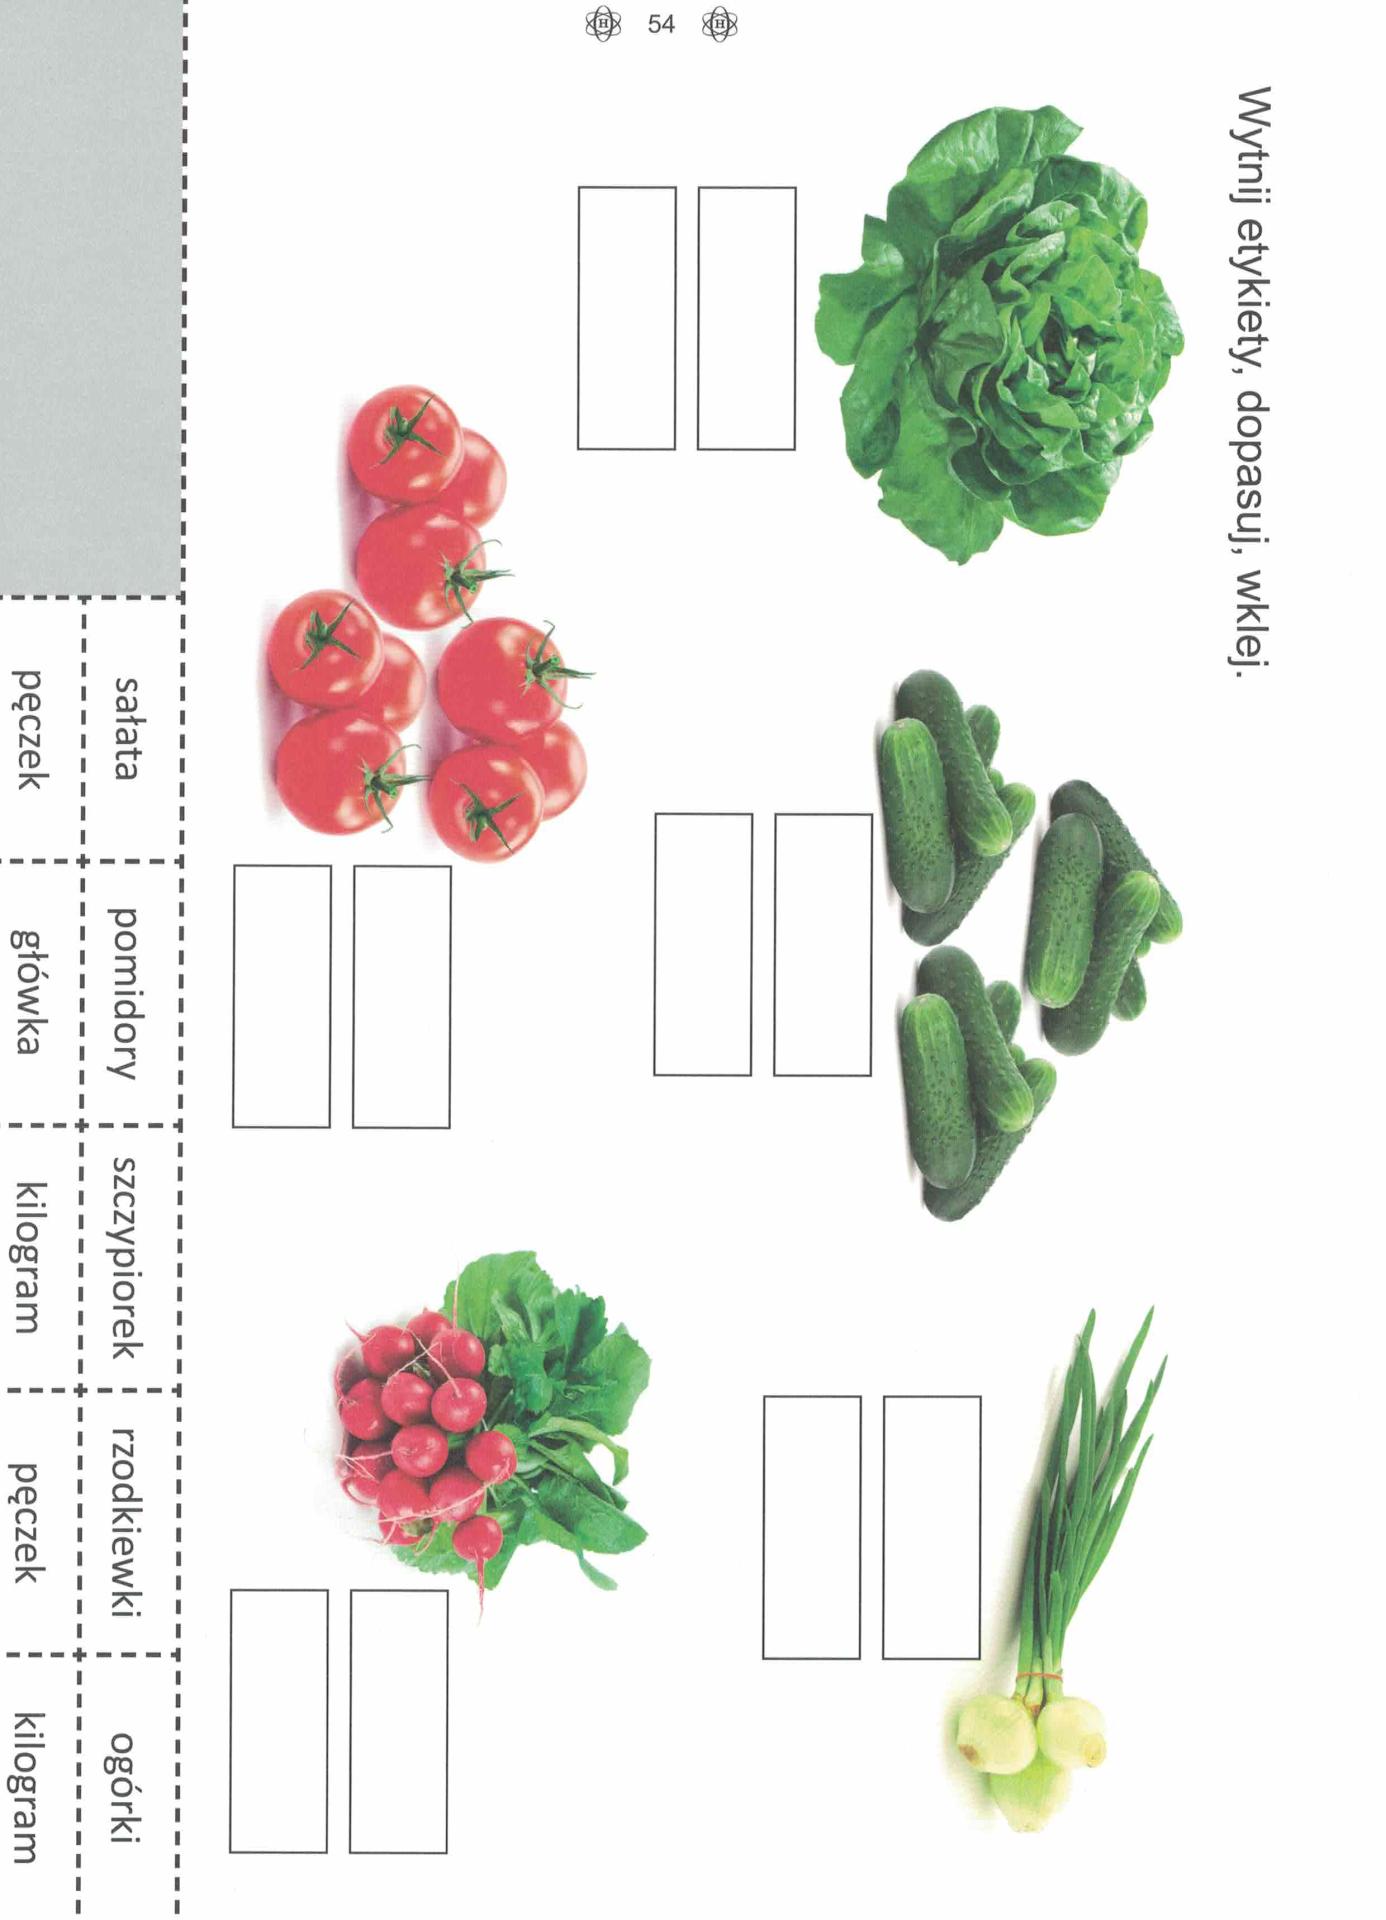 Wytnij etykiety, dopasuj, wklej.
sałata pomidory szczypiorek rzodkiewki ogórki
pęczek główka kilogram pęczek kilogram
54